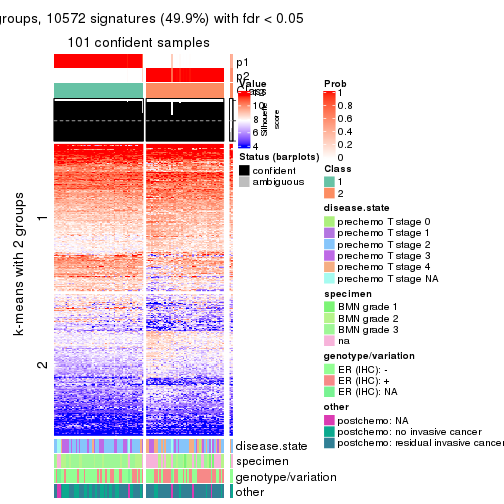 groups, 10572 signatures (49.9%) with fdr < 0.05
101 confident samples
p1
p2
Class
Silhouette
score
k-means with 2 groups
1
2
disease.state
specimen
genotype/variation
other
Value
12
10
8
6
4
Status (barplots)
confident
ambiguous
Prob
1
0.8
0.6
0.4
0.2
0
Class
1
2
disease.state
prechemo T stage 0
prechemo T stage 1
prechemo T stage 2
prechemo T stage 3
prechemo T stage 4
prechemo T stage NA
specimen
BMN grade 1
BMN grade 2
BMN grade 3
na
genotype/variation
ER (IHC): -
ER (IHC): +
ER (IHC): NA
other
postchemo: NA
postchemo: no invasive cancer
postchemo: residual invasive cancer